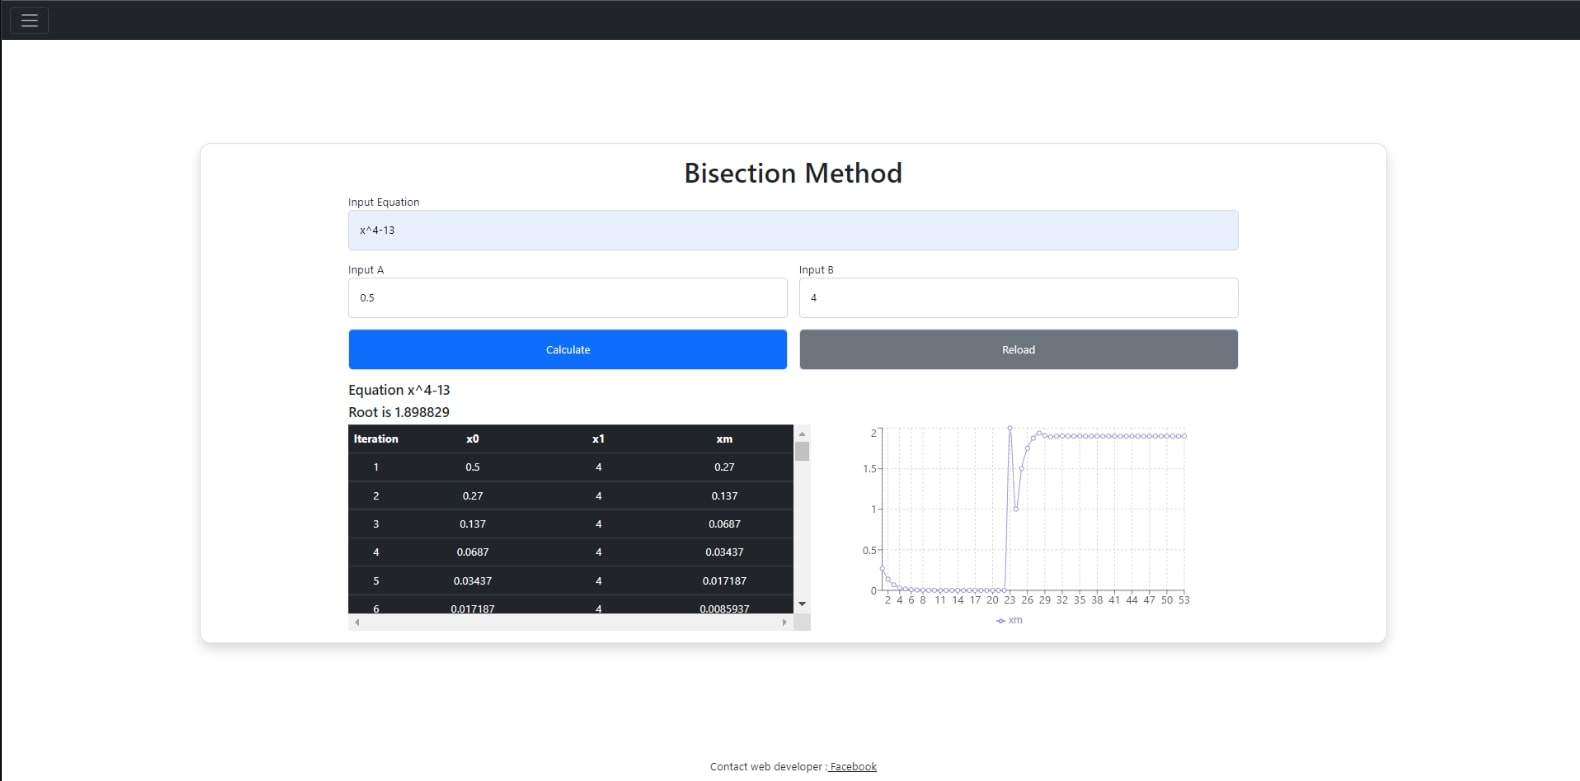 Bisection Method
Input Equation
x^4-13
Input A
Input B
0.5
4
Calculate
Reload
Equation x^4-13
Root is 1.898829
Iteration x0 x1 xm
1 0.5 4 0.27
2 0.27 4 0.137
3 0.137 4 0.0687
4 0.0687 4 0.03437
5 0.03437 4 0.017187
6 0.017187 4 0.0085937
2
1.5
1
0.5
0
2 4 6 8 11 14 17 20 23 26 29 32 35 38 41 44 47 50 53
xm
Contact web developer : Facebook